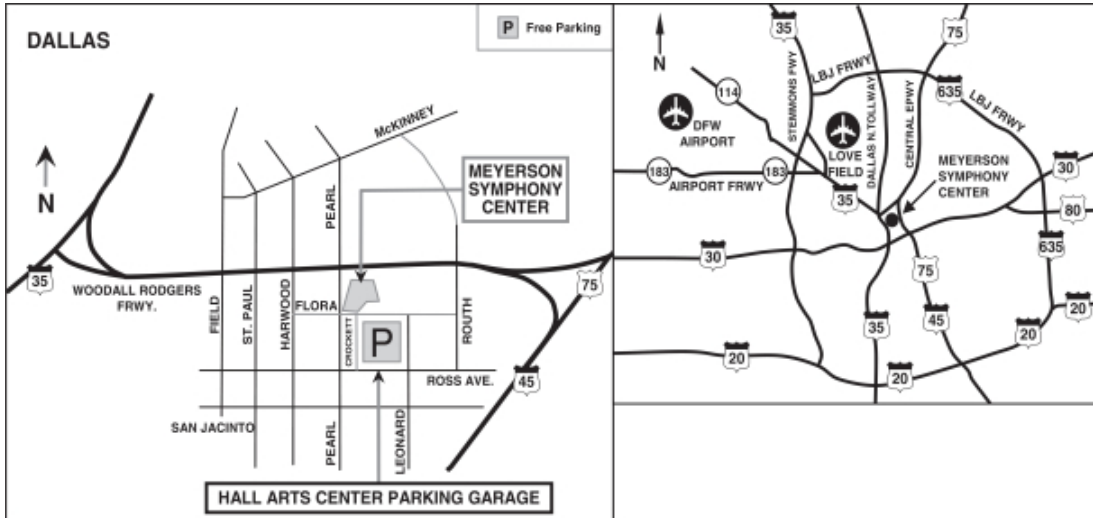 DALLAS
P Free Parking
N
McKINNEY
MEYERSON
SYMPHONY
CENTER
PEARL
35
WOODALL RODGERS
FRWY.
75
FIELD
ST. PAUL
HARWOOD
FLORA
CROCKETT
P
ROUTH
ROSS AVE.
45
SAN JACINTO
PEARL
LEONARD
HALL ARTS CENTER PARKING GARAGE
N
35
75
STEMMONS FWY
LBJ FRWY
635
LBJ FRWY
114
DFW
AIRPORT
LOVE
FIELD
DALLAS N.TOLLWAY
CENTRAL EPWY
MEYERSON
SYMPHONY
CENTER
183
183
AIRPORT FRWY
35
30
80
30
75
635
35
45
20
20
20
20